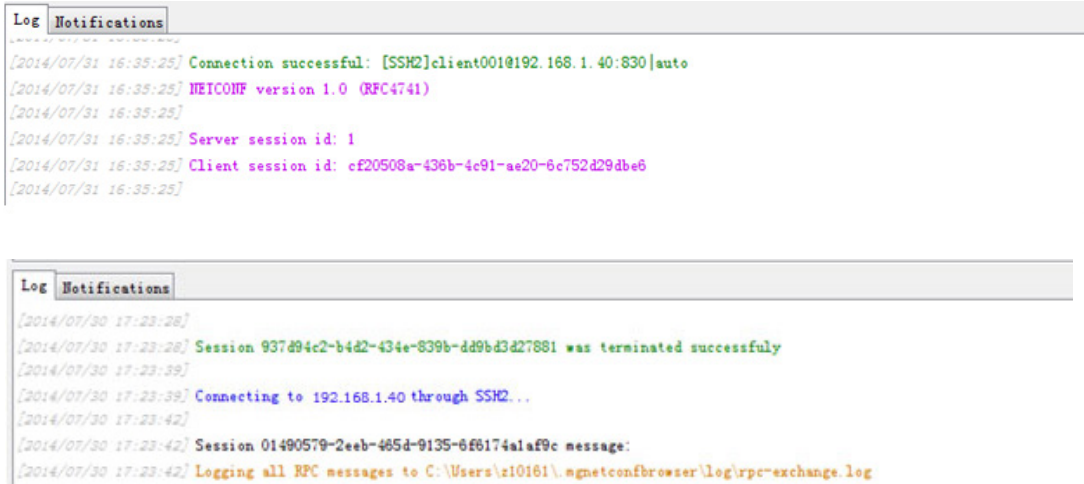 Log Notifications
[2014/07/31 16:35:25] Connection successful: [SSH2]client001@192.168.1.40:830|auto
[2014/07/31 16:35:25] NETCONF version 1.0 (RFC4741)
[2014/07/31 16:35:25]
[2014/07/31 16:35:25] Server session id: 1
[2014/07/31 16:35:25] Client session id: cf20508a-436b-4c91-ae20-6c752d29dbe6
[2014/07/31 16:35:25]
Log Notifications
[2014/07/30 17:23:28]
[2014/07/30 17:23:28] Session 937d94c2-b4d2-434e-839b-dd9bd3d27881 was terminated successfuly
[2014/07/30 17:23:39]
[2014/07/30 17:23:39] Connecting to 192.168.1.40 through SSH2...
[2014/07/30 17:23:42]
[2014/07/30 17:23:42] Session 01490579-2eeb-465d-9135-6f6174a1af9c message:
[2014/07/30 17:23:42] Logging all RPC messages to C:\Users\z10161\.mgnetconfbrowser\log\rpc-exchange.log